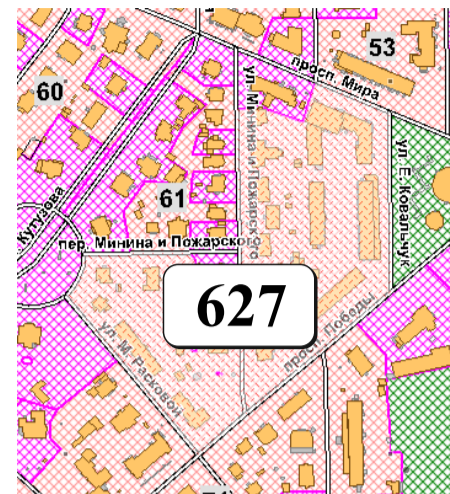 53
просп. Мира
60
ул. Минина и Пожарского
ул. Е. Ковальчук
61
Кутузова
пер. Минина и Пожарского
627
ул. М. Расковой
просп. Победы